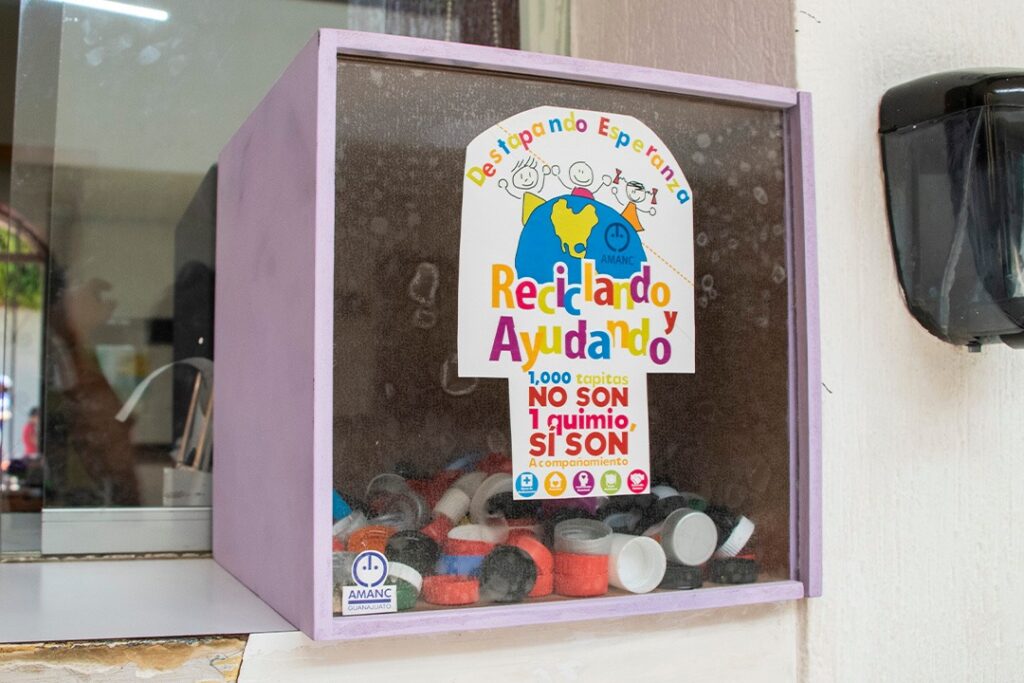 Destapando Esperanza
AMANC
Reciclando
y
Ayudando
1,000 tapitas
NO SON
1 quimio,
SÍ SON
Acompañamiento
AMANC
GUANAJUATO